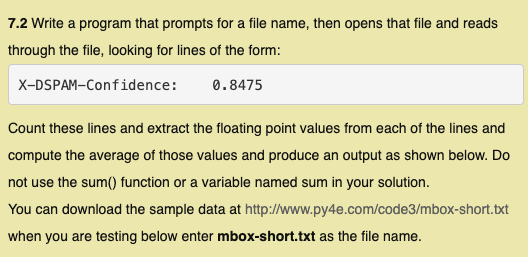 7.2 Write a program that prompts for a file name, then opens that file and reads
through the file, looking for lines of the form:
X-DSPAM-Confidence:    0.8475
Count these lines and extract the floating point values from each of the lines and
compute the average of those values and produce an output as shown below. Do
not use the sum() function or a variable named sum in your solution.
You can download the sample data at http://www.py4e.com/code3/mbox-short.txt
when you are testing below enter mbox-short.txt as the file name.